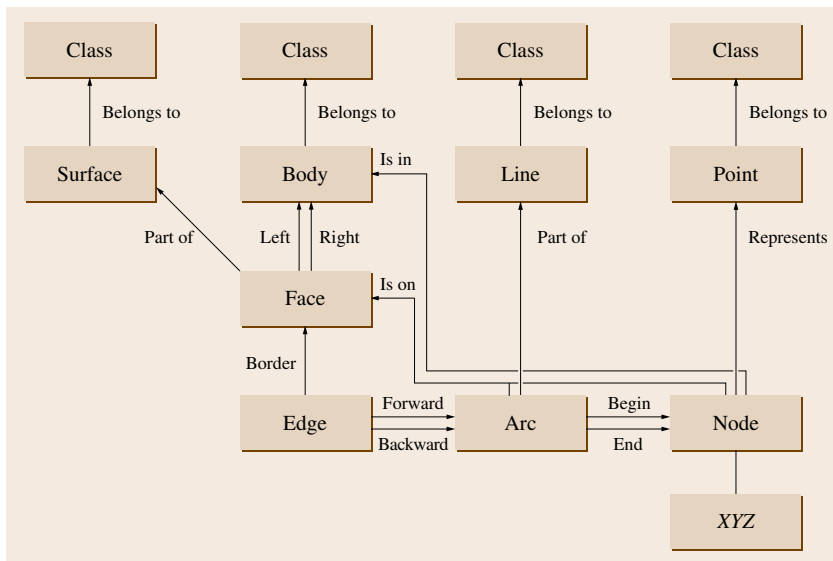 Class
Class
Class
Class
Belongs to
Belongs to
Belongs to
Belongs to
Is in
Surface
Body
Line
Point
Part of
Left
Right
Part of
Represents
Is on
Face
Border
Forward
Begin
Edge
Arc
Node
Backward
End
XYZ